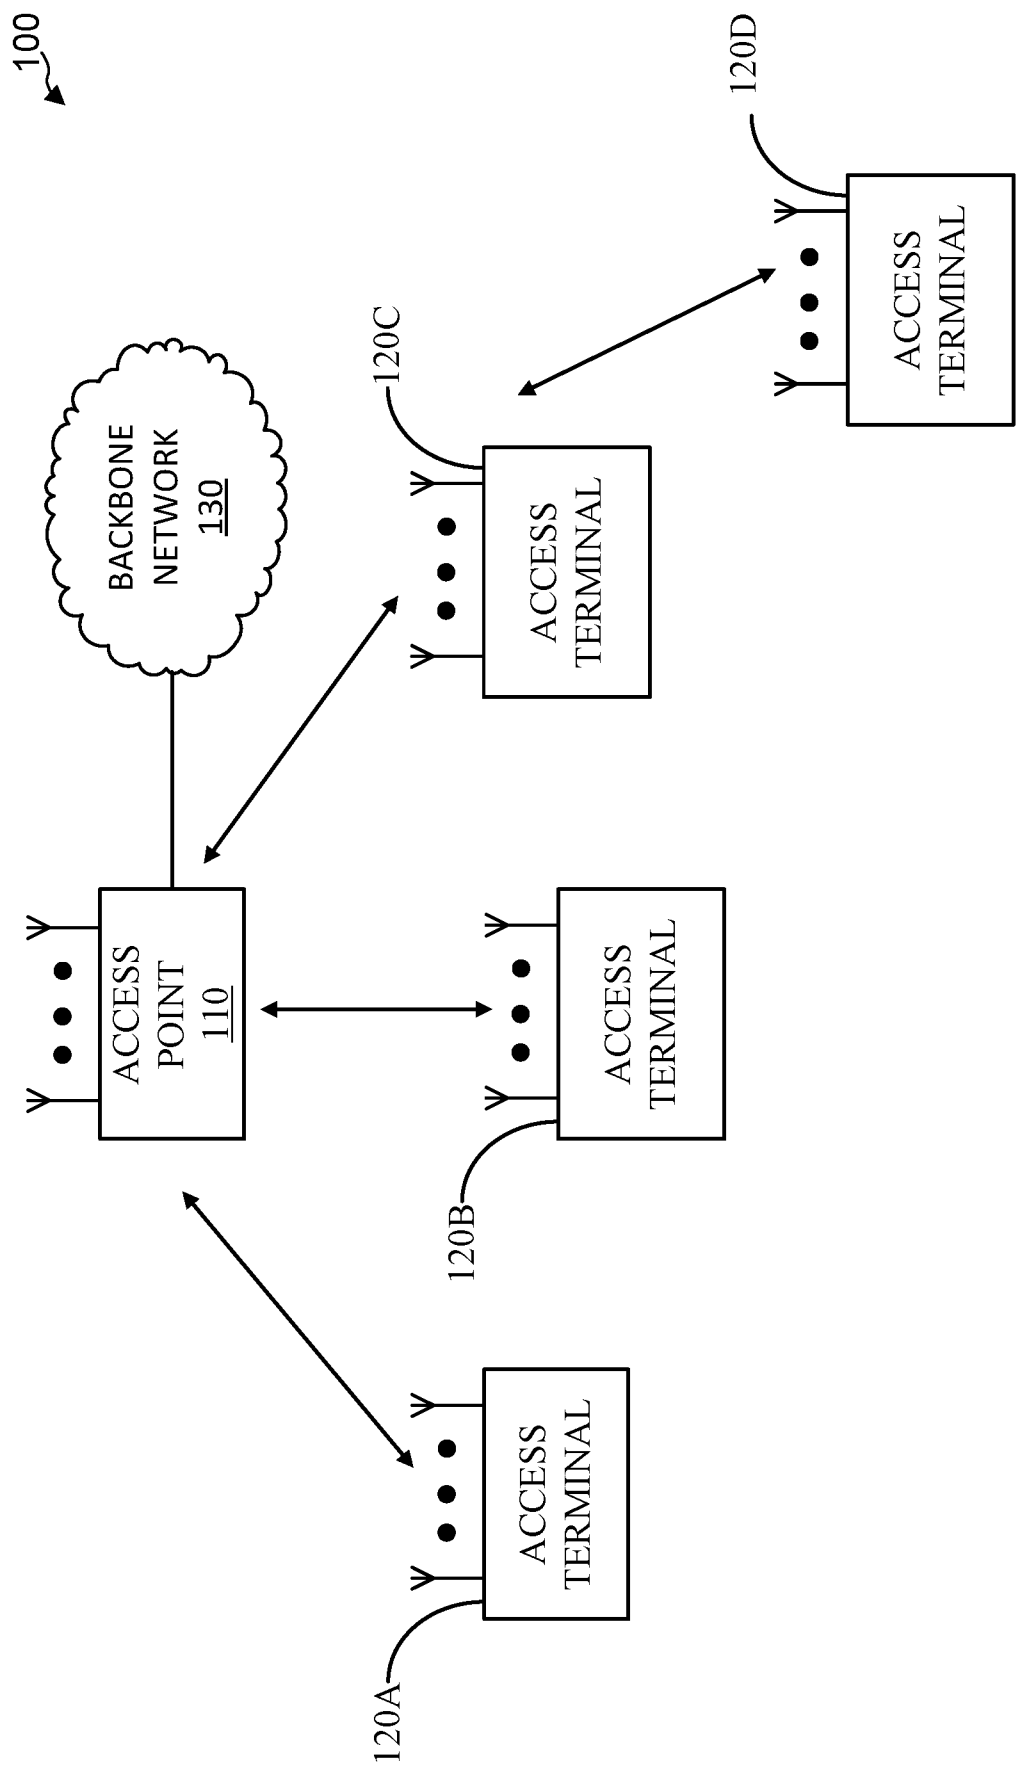 100
ACCESS
POINT
110
BACKBONE
NETWORK
130
120A
ACCESS
TERMINAL
120B
ACCESS
TERMINAL
120C
ACCESS
TERMINAL
120D
ACCESS
TERMINAL